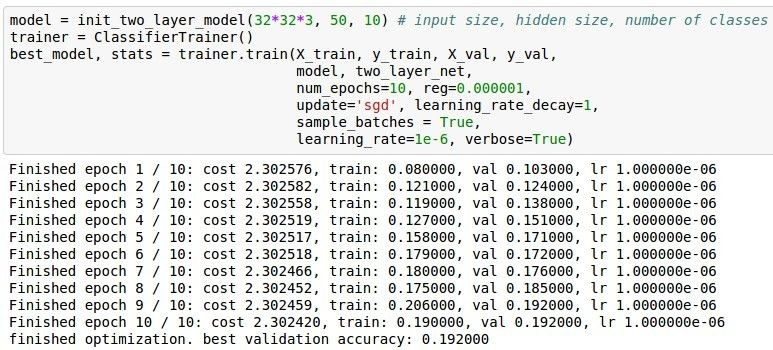 model = init_two_layer_model(32*32*3, 50, 10) # input size, hidden size, number of classes
trainer = ClassifierTrainer()
best_model, stats = trainer.train(X_train, y_train, X_val, y_val,
model, two_layer_net,
num_epochs=10, reg=0.000001,
update='sgd', learning_rate_decay=1,
sample_batches = True,
learning_rate=1e-6, verbose=True)
Finished epoch 1 / 10: cost 2.302576, train: 0.080000, val 0.103000, lr 1.000000e-06
Finished epoch 2 / 10: cost 2.302582, train: 0.121000, val 0.124000, lr 1.000000e-06
Finished epoch 3 / 10: cost 2.302558, train: 0.119000, val 0.138000, lr 1.000000e-06
Finished epoch 4 / 10: cost 2.302519, train: 0.127000, val 0.151000, lr 1.000000e-06
Finished epoch 5 / 10: cost 2.302517, train: 0.158000, val 0.171000, lr 1.000000e-06
Finished epoch 6 / 10: cost 2.302518, train: 0.179000, val 0.172000, lr 1.000000e-06
Finished epoch 7 / 10: cost 2.302466, train: 0.180000, val 0.176000, lr 1.000000e-06
Finished epoch 8 / 10: cost 2.302452, train: 0.175000, val 0.185000, lr 1.000000e-06
Finished epoch 9 / 10: cost 2.302459, train: 0.206000, val 0.192000, lr 1.000000e-06
Finished epoch 10 / 10: cost 2.302420, train: 0.190000, val 0.192000, lr 1.000000e-06
finished optimization. best validation accuracy: 0.192000